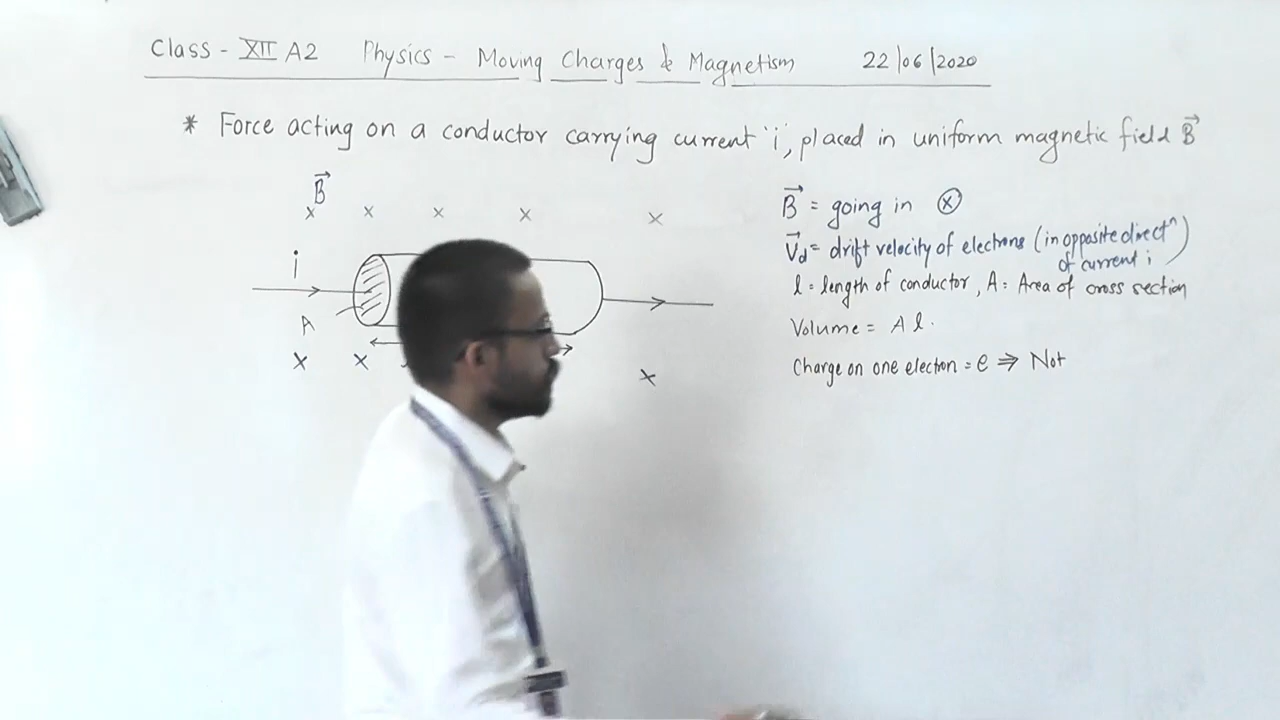 Class - XII A2 Physics - Moving Charges & Magnetism 22/06/2020
* Force acting on a conductor carrying current 'i', placed in uniform magnetic field B⃗
B⃗
x x x x x
i
A
x x x
B⃗ = going in ⊗
V⃗d = drift velocity of electrons (in opposite directⁿ
of current i)
l = length of conductor, A = Area of cross section
Volume = A l.
Charge on one electron = e ⇒ Not